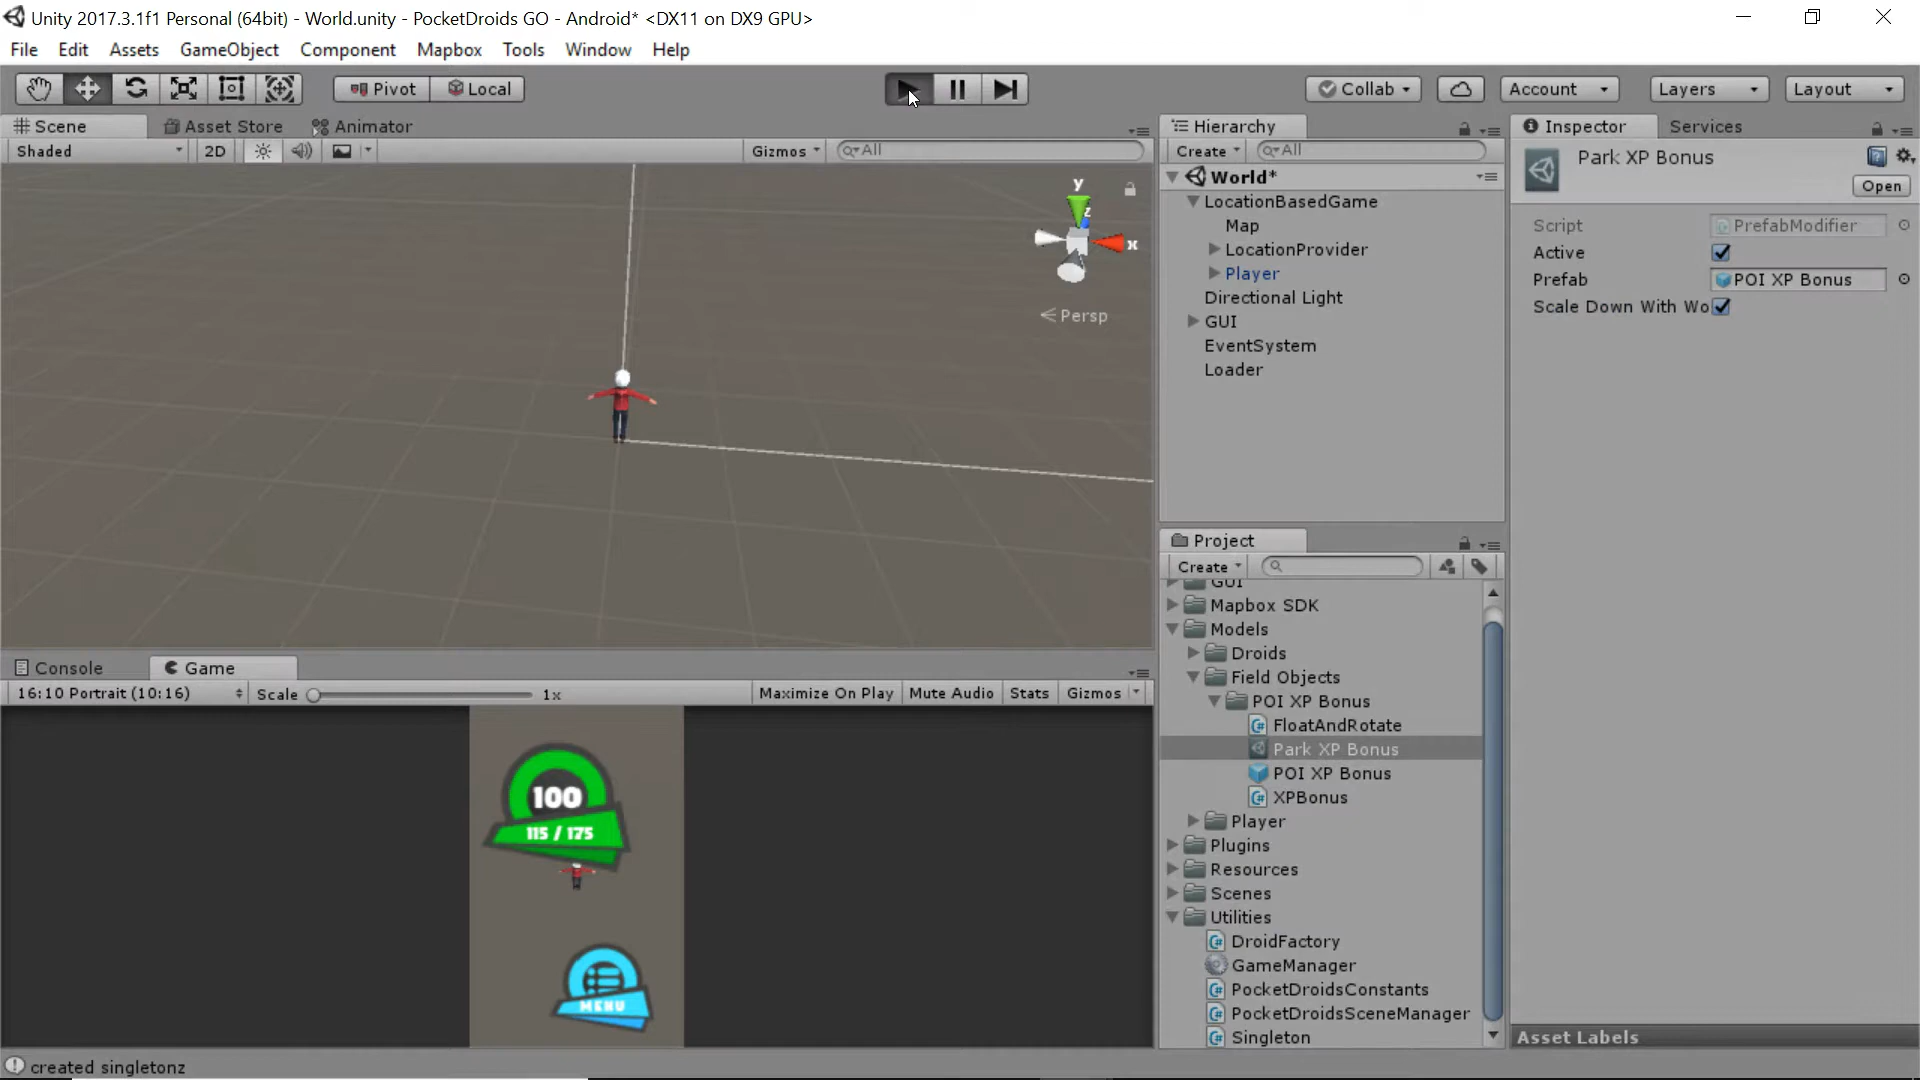 Unity 2017.3.1f1 Personal (64bit) - World.unity - PocketDroids GO - Android* <DX11 on DX9 GPU>
File Edit Assets GameObject Component Mapbox Tools Window Help
Pivot Local Collab Account Layers Layout
Scene Asset Store Animator
Shaded 2D Gizmos All
y
z
x
Persp
Hierarchy
Create All
World*
LocationBasedGame
Map
LocationProvider
Player
Directional Light
GUI
EventSystem
Loader
Inspector Services
Park XP Bonus
Open
Script PrefabModifier
Active
Prefab POI XP Bonus
Scale Down With Wo
Project
Create
GUI
Mapbox SDK
Models
Droids
Field Objects
POI XP Bonus
FloatAndRotate
Park XP Bonus
POI XP Bonus
XPBonus
Player
Plugins
Resources
Scenes
Utilities
DroidFactory
GameManager
PocketDroidsConstants
PocketDroidsSceneManager
Singleton
Asset Labels
Console Game
16:10 Portrait (10:16) Scale 1x Maximize On Play Mute Audio Stats Gizmos
100
115 / 175
MENU
created singletonz